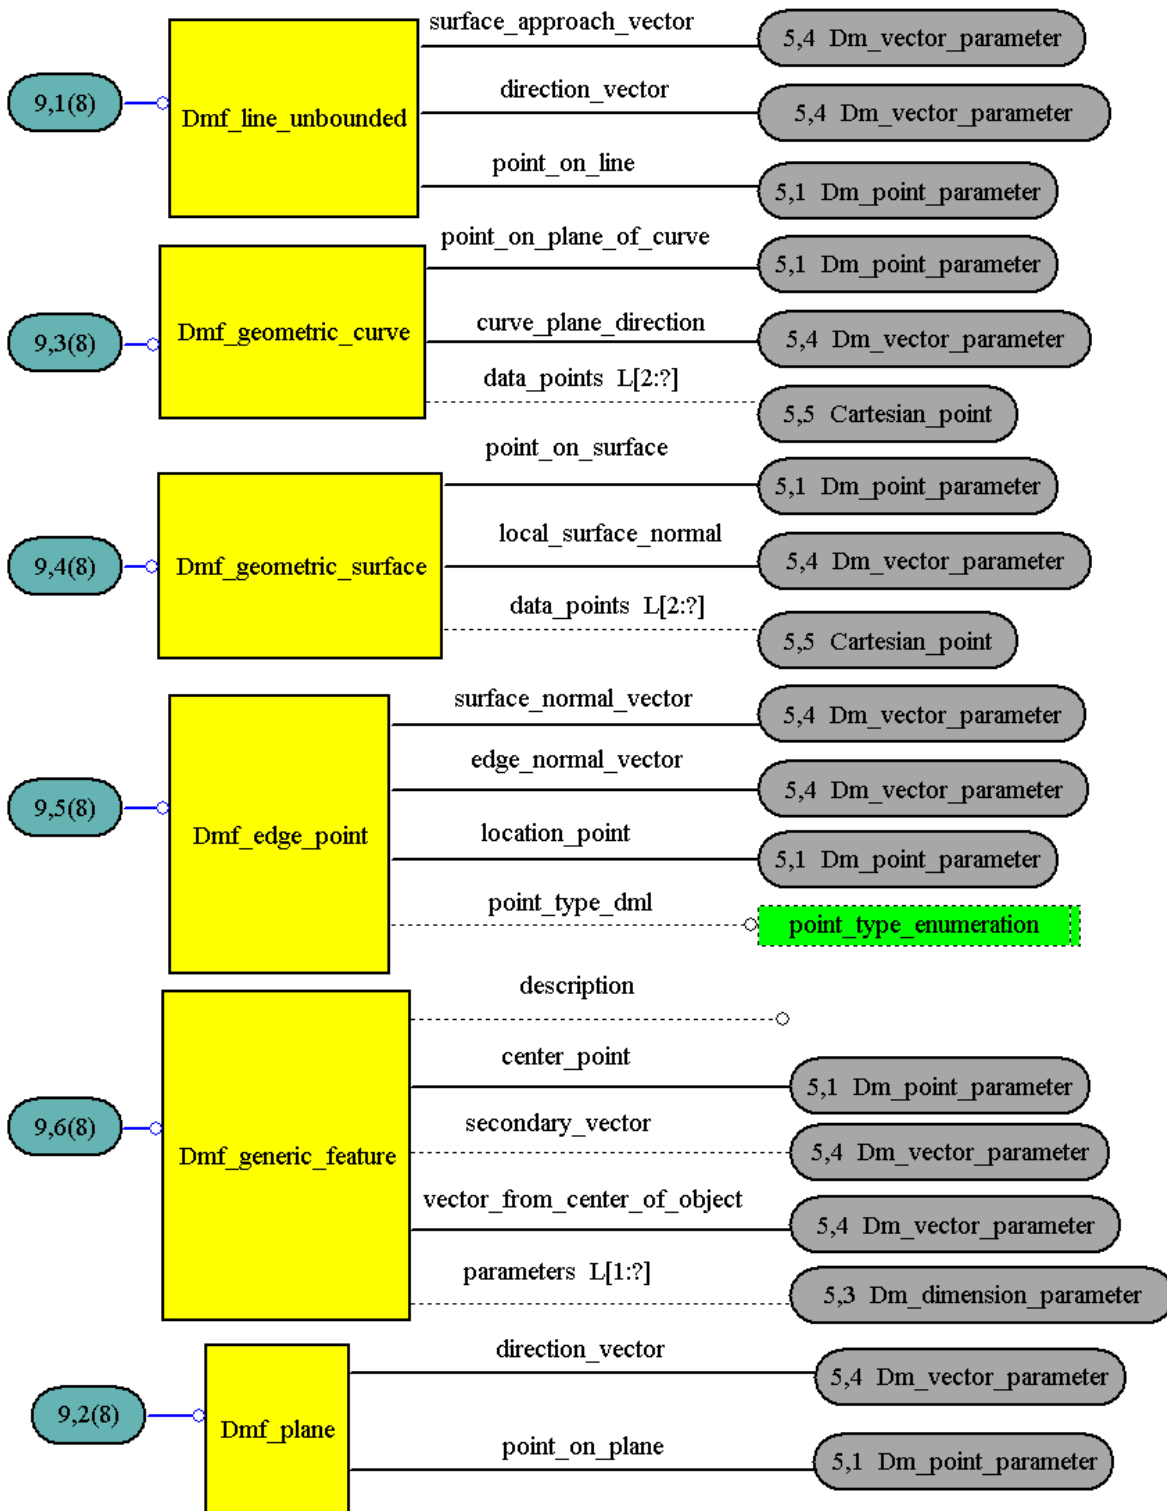 surface_approach_vector
5,4 Dm_vector_parameter
9,1(8)
Dmf_line_unbounded
direction_vector
5,4 Dm_vector_parameter
point_on_line
5,1 Dm_point_parameter
point_on_plane_of_curve
5,1 Dm_point_parameter
9,3(8)
Dmf_geometric_curve
curve_plane_direction
5,4 Dm_vector_parameter
data_points L[2:?]
5,5 Cartesian_point
point_on_surface
5,1 Dm_point_parameter
9,4(8)
Dmf_geometric_surface
local_surface_normal
5,4 Dm_vector_parameter
data_points L[2:?]
5,5 Cartesian_point
surface_normal_vector
5,4 Dm_vector_parameter
edge_normal_vector
5,4 Dm_vector_parameter
9,5(8)
Dmf_edge_point
location_point
5,1 Dm_point_parameter
point_type_dml
point_type_enumeration
description
center_point
5,1 Dm_point_parameter
9,6(8)
Dmf_generic_feature
secondary_vector
5,4 Dm_vector_parameter
vector_from_center_of_object
5,4 Dm_vector_parameter
parameters L[1:?]
5,3 Dm_dimension_parameter
direction_vector
5,4 Dm_vector_parameter
9,2(8)
Dmf_plane
point_on_plane
5,1 Dm_point_parameter